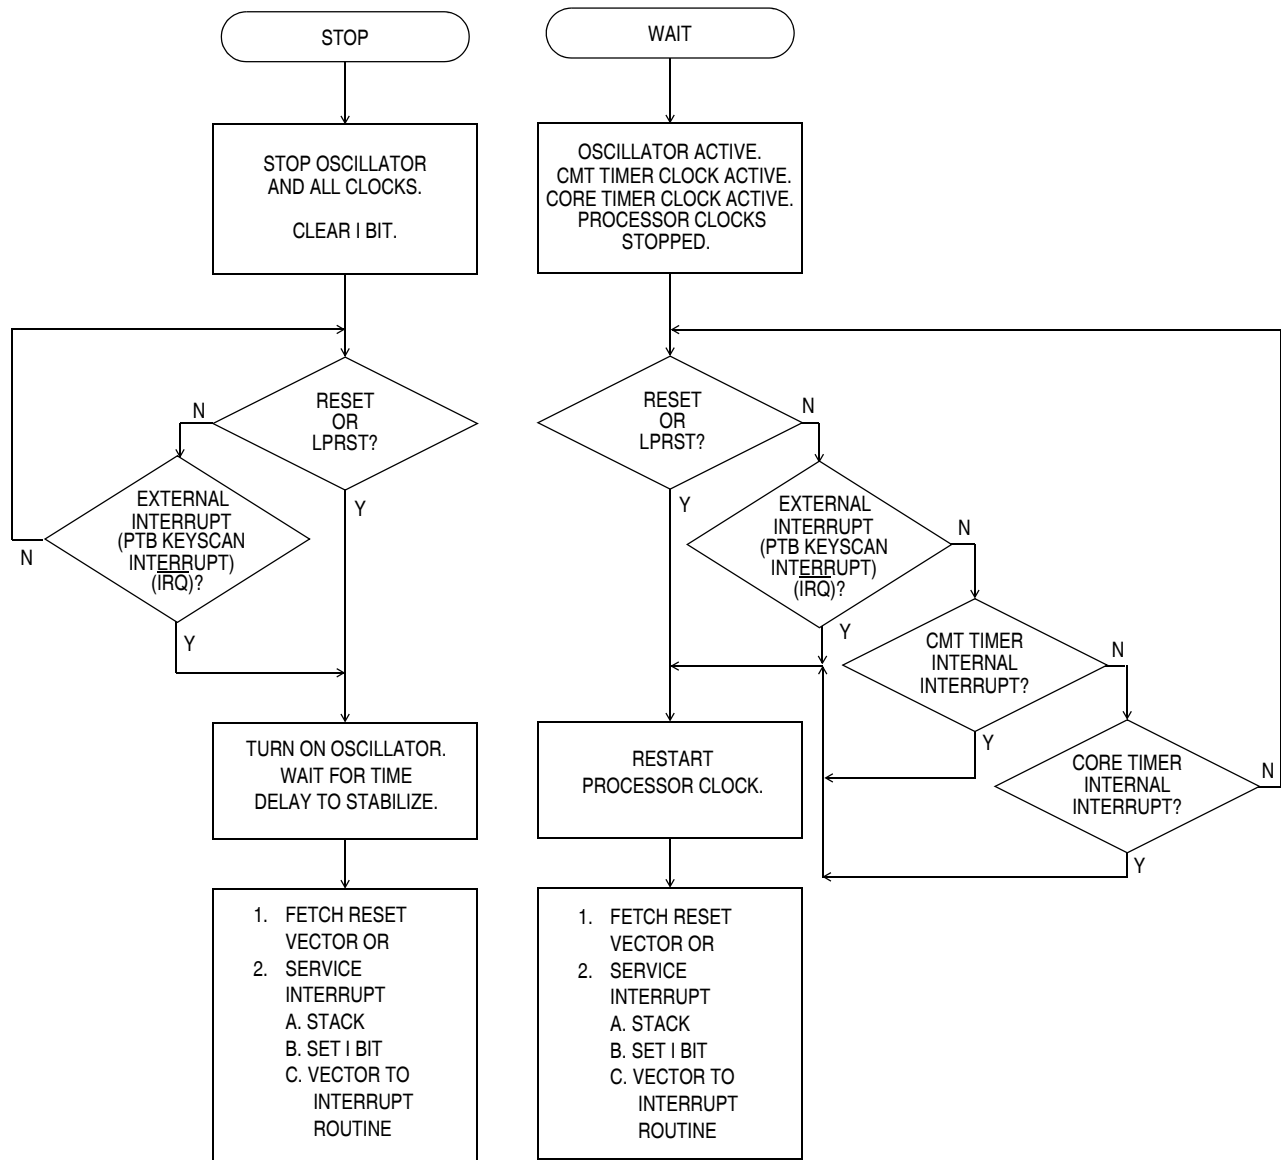 STOP
STOP OSCILLATOR
AND ALL CLOCKS.
CLEAR I BIT.
RESET
OR
LPRST?
N
Y
EXTERNAL
INTERRUPT
(PTB KEYSCAN
INTERRUPT)
(IRQ)?
N
Y
TURN ON OSCILLATOR.
WAIT FOR TIME
DELAY TO STABILIZE.
1. FETCH RESET
VECTOR OR
2. SERVICE
INTERRUPT
A. STACK
B. SET I BIT
C. VECTOR TO
INTERRUPT
ROUTINE
WAIT
OSCILLATOR ACTIVE.
CMT TIMER CLOCK ACTIVE.
CORE TIMER CLOCK ACTIVE.
PROCESSOR CLOCKS
STOPPED.
RESET
OR
LPRST?
N
Y
EXTERNAL
INTERRUPT
(PTB KEYSCAN
INTERRUPT)
(IRQ)?
N
Y
CMT TIMER
INTERNAL
INTERRUPT?
N
Y
CORE TIMER
INTERNAL
INTERRUPT?
N
Y
RESTART
PROCESSOR CLOCK.
1. FETCH RESET
VECTOR OR
2. SERVICE
INTERRUPT
A. STACK
B. SET I BIT
C. VECTOR TO
INTERRUPT
ROUTINE